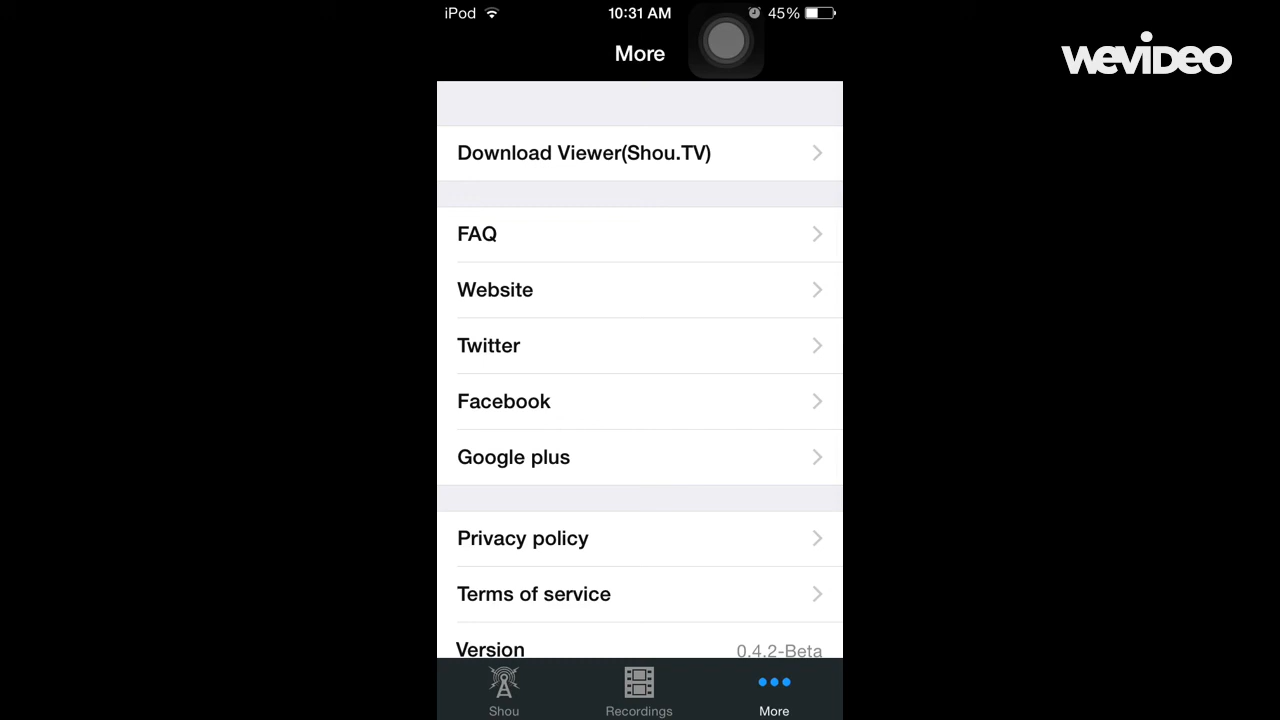 iPod 10:31 AM 45%
More
WEVIDEO
Download Viewer(Shou.TV)
FAQ
Website
Twitter
Facebook
Google plus
Privacy policy
Terms of service
Version 0.4.2-Beta
Shou Recordings More